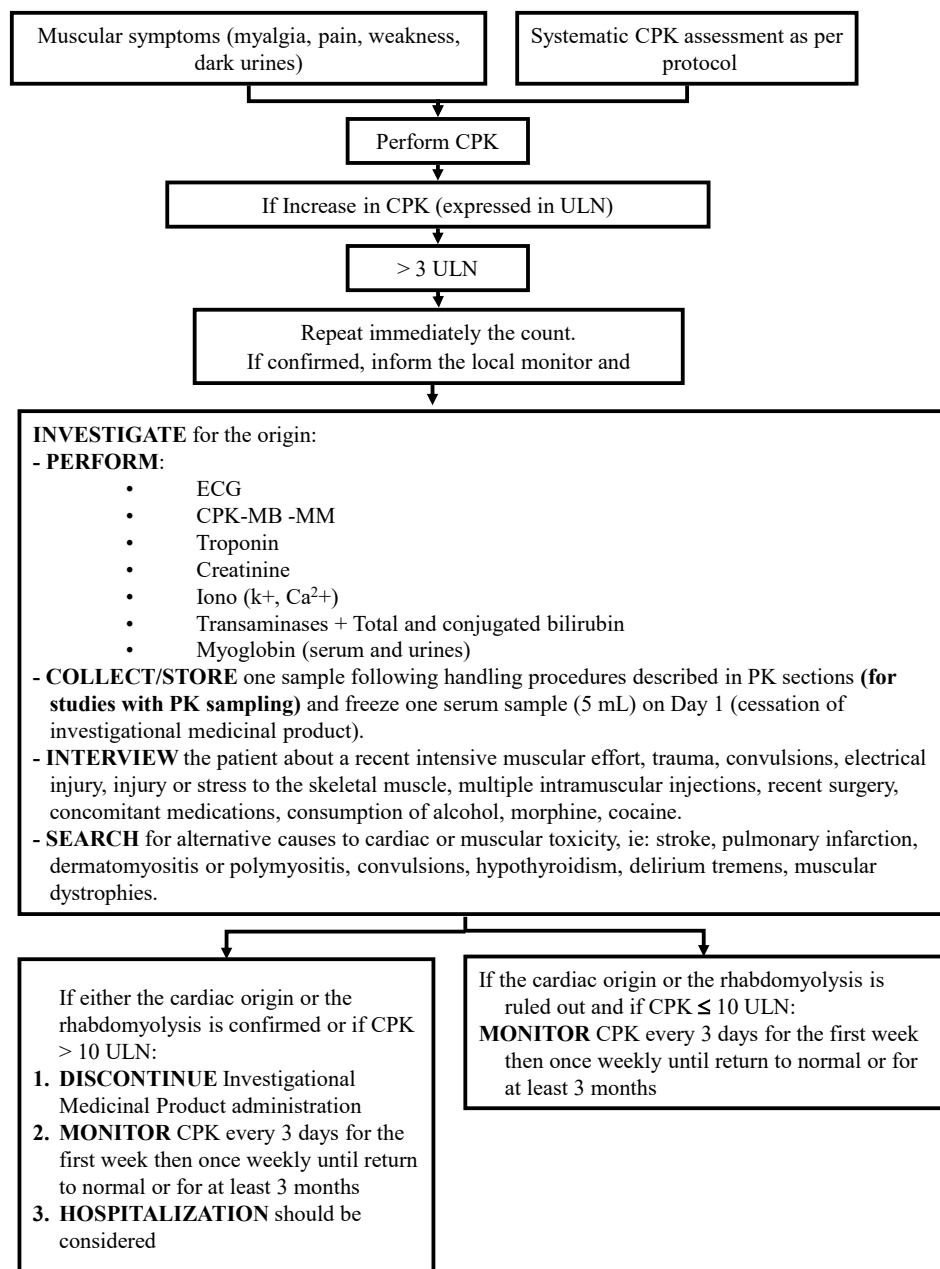 Muscular symptoms (myalgia, pain, weakness,
dark urines)
Systematic CPK assessment as per
protocol
Perform CPK
If Increase in CPK (expressed in ULN)
> 3 ULN
Repeat immediately the count.
If confirmed, inform the local monitor and
INVESTIGATE for the origin:
- PERFORM:
• ECG
• CPK-MB -MM
• Troponin
• Creatinine
• Iono (k+, Ca²+)
• Transaminases + Total and conjugated bilirubin
• Myoglobin (serum and urines)
- COLLECT/STORE one sample following handling procedures described in PK sections (for
studies with PK sampling) and freeze one serum sample (5 mL) on Day 1 (cessation of
investigational medicinal product).
- INTERVIEW the patient about a recent intensive muscular effort, trauma, convulsions, electrical
injury, injury or stress to the skeletal muscle, multiple intramuscular injections, recent surgery,
concomitant medications, consumption of alcohol, morphine, cocaine.
- SEARCH for alternative causes to cardiac or muscular toxicity, ie: stroke, pulmonary infarction,
dermatomyositis or polymyositis, convulsions, hypothyroidism, delirium tremens, muscular
dystrophies.
If either the cardiac origin or the
rhabdomyolysis is confirmed or if CPK
> 10 ULN:
1. DISCONTINUE Investigational
Medicinal Product administration
2. MONITOR CPK every 3 days for the
first week then once weekly until return
to normal or for at least 3 months
3. HOSPITALIZATION should be
considered
If the cardiac origin or the rhabdomyolysis is
ruled out and if CPK ≤ 10 ULN:
MONITOR CPK every 3 days for the first week
then once weekly until return to normal or for
at least 3 months